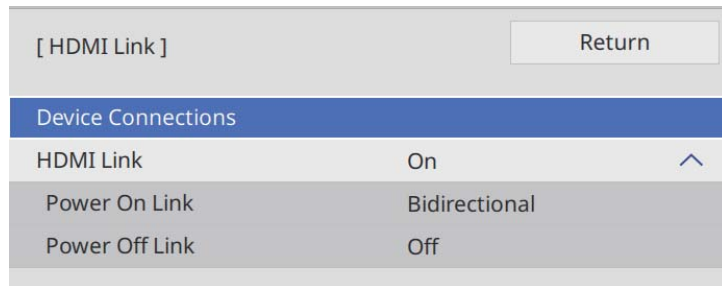 [ HDMI Link ]
Return
Device Connections
HDMI Link On
Power On Link Bidirectional
Power Off Link Off